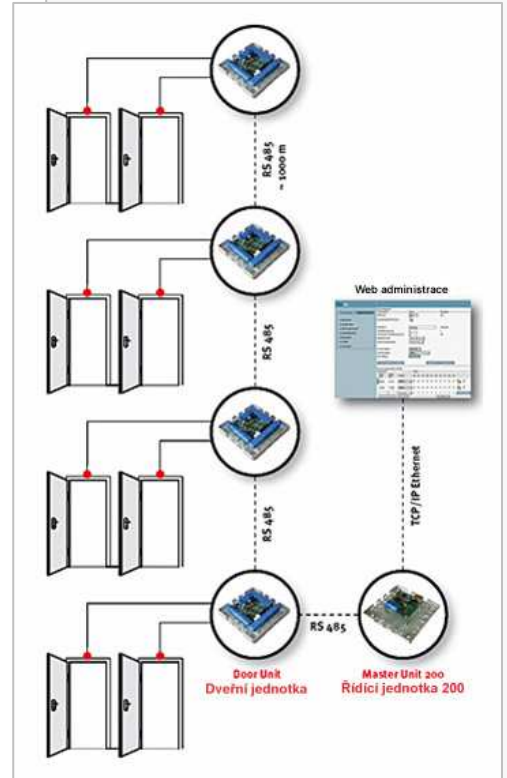 RS 485
≈ 1000 m
RS 485
Web administrace
TCP/IP Ethernet
RS 485
RS 485
Door Unit
Dveřní jednotka
Master Unit 200
Řídící jednotka 200